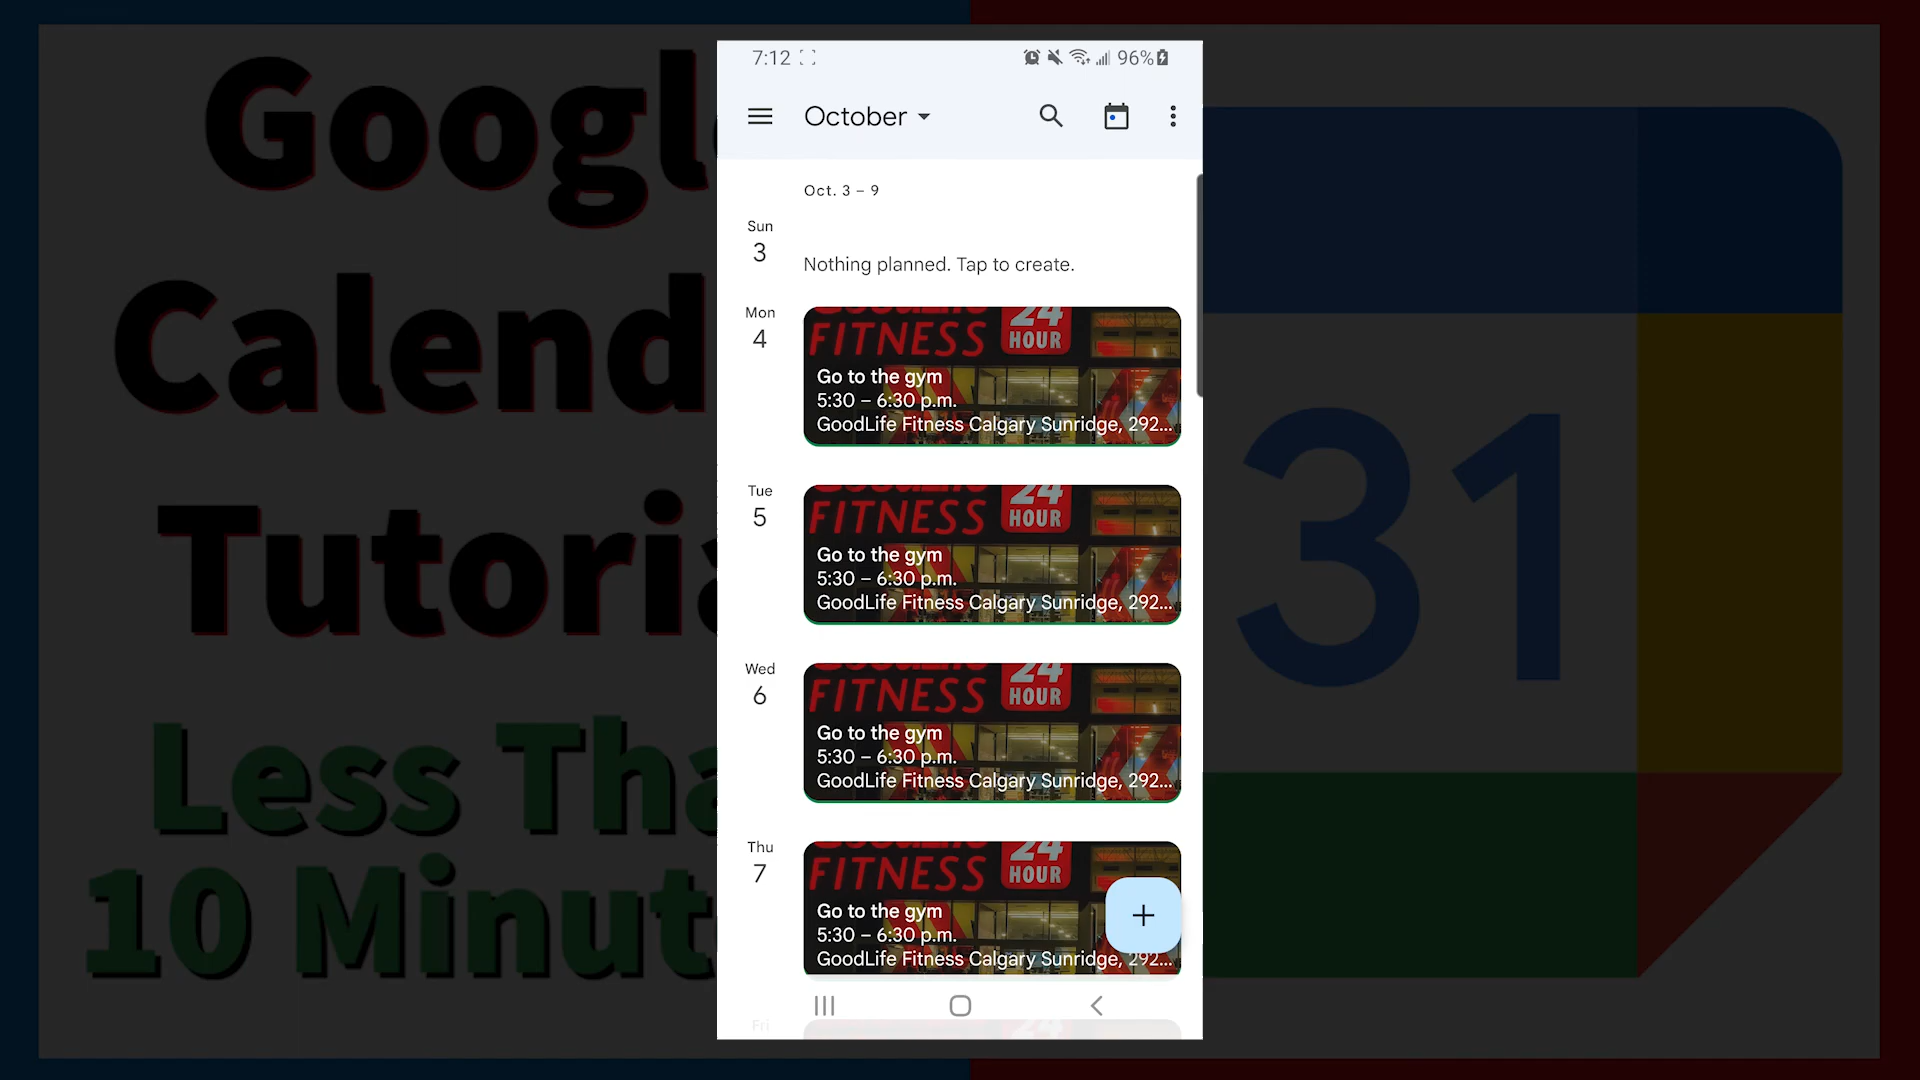 Google
Calend
Tutoria
Less Tha
10 Minut
31
7:12
96%
October
Oct. 3 – 9
Sun
3
Nothing planned. Tap to create.
Mon
4
FITNESS
24
HOUR
Go to the gym
5:30 – 6:30 p.m.
GoodLife Fitness Calgary Sunridge, 292...
Tue
5
FITNESS
24
HOUR
Go to the gym
5:30 – 6:30 p.m.
GoodLife Fitness Calgary Sunridge, 292...
Wed
6
FITNESS
24
HOUR
Go to the gym
5:30 – 6:30 p.m.
GoodLife Fitness Calgary Sunridge, 292...
Thu
7
FITNESS
24
HOUR
Go to the gym
5:30 – 6:30 p.m.
GoodLife Fitness Calgary Sunridge, 292...
Fri